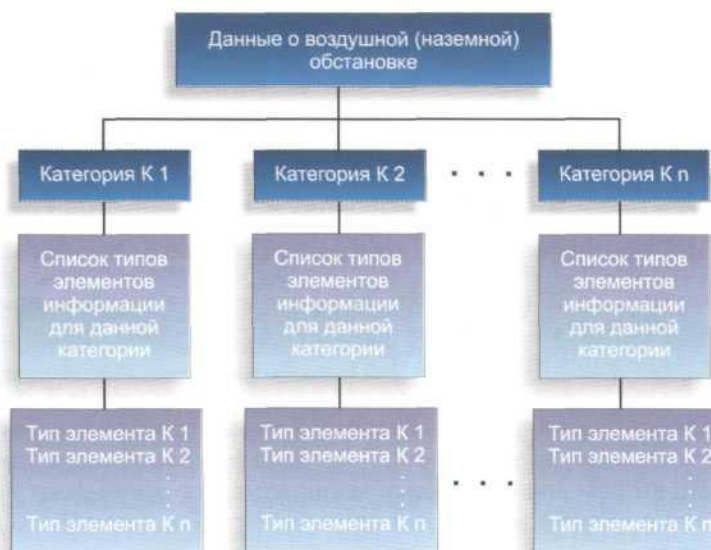 Данные о воздушной (наземной)
обстановке
Категория К 1
Категория К 2
. . .
Категория К n
Список типов
элементов
информации
для данной
категории
Список типов
элементов
информации
для данной
категории
Список типов
элементов
информации
для данной
категории
Тип элемента К 1
Тип элемента К 2
.
.
.
Тип элемента К n
Тип элемента К 1
Тип элемента К 2
.
.
.
Тип элемента К n
. . .
Тип элемента К 1
Тип элемента К 2
.
.
.
Тип элемента К n